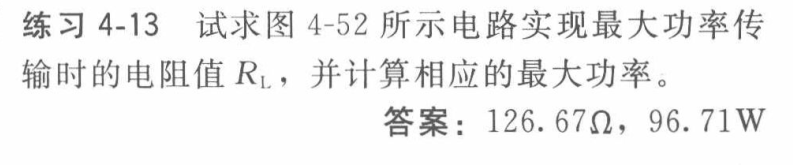 练习 4-13 试求图 4-52 所示电路实现最大功率传
输时的电阻值 R_L，并计算相应的最大功率。
答案：126.67Ω，96.71W